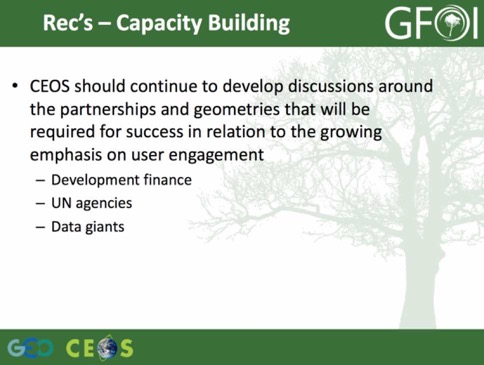 Rec's – Capacity Building
GFOI
• CEOS should continue to develop discussions around
the partnerships and geometries that will be
required for success in relation to the growing
emphasis on user engagement
– Development finance
– UN agencies
– Data giants
GEO CEOS